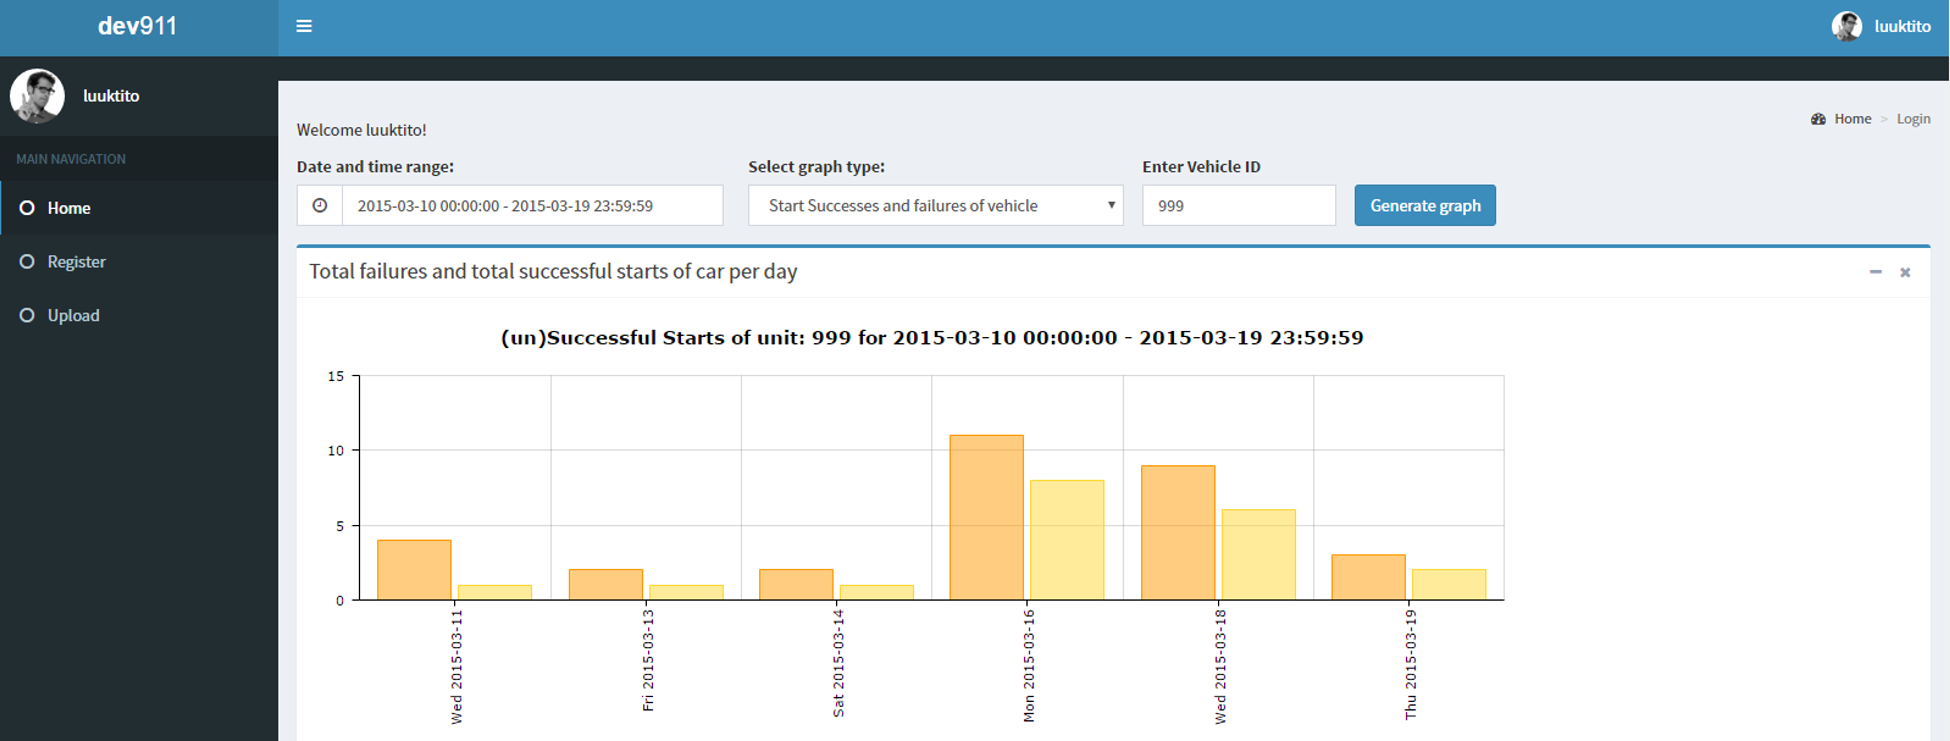 dev911
luuktito
luuktito
MAIN NAVIGATION
Home
Register
Upload
Welcome luuktito!
Home > Login
Date and time range:
Select graph type:
Enter Vehicle ID
2015-03-10 00:00:00 - 2015-03-19 23:59:59
Start Successes and failures of vehicle
999
Generate graph
Total failures and total successful starts of car per day
(un)Successful Starts of unit: 999 for 2015-03-10 00:00:00 - 2015-03-19 23:59:59
15
10
5
0
Wed 2015-03-11
Fri 2015-03-13
Sat 2015-03-14
Mon 2015-03-16
Wed 2015-03-18
Thu 2015-03-19